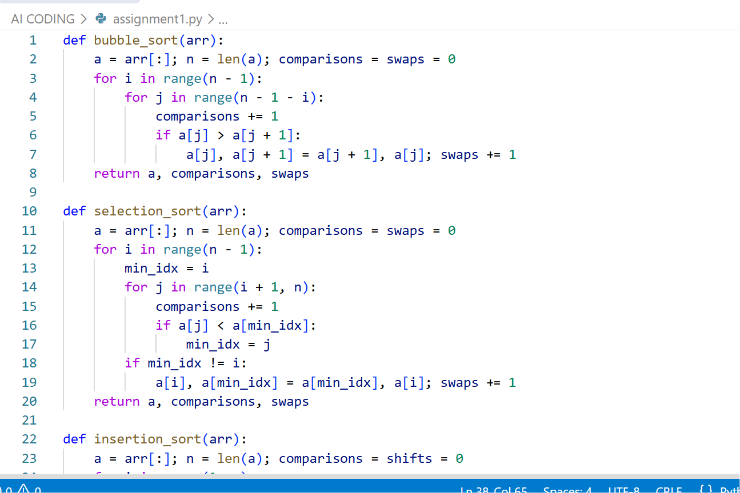 AI CODING > assignment1.py > ...
1 def bubble_sort(arr):
2     a = arr[:]; n = len(a); comparisons = swaps = 0
3     for i in range(n - 1):
4         for j in range(n - 1 - i):
5             comparisons += 1
6             if a[j] > a[j + 1]:
7                 a[j], a[j + 1] = a[j + 1], a[j]; swaps += 1
8     return a, comparisons, swaps
9
10 def selection_sort(arr):
11     a = arr[:]; n = len(a); comparisons = swaps = 0
12     for i in range(n - 1):
13         min_idx = i
14         for j in range(i + 1, n):
15             comparisons += 1
16             if a[j] < a[min_idx]:
17                 min_idx = j
18         if min_idx != i:
19             a[i], a[min_idx] = a[min_idx], a[i]; swaps += 1
20     return a, comparisons, swaps
21
22 def insertion_sort(arr):
23     a = arr[:]; n = len(a); comparisons = shifts = 0
Ln 38, Col 65 Spaces: 4 UTF-8 CRLF { }